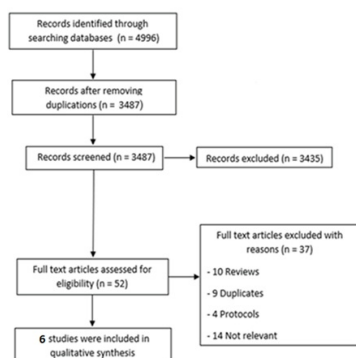 Records identified through
searching databases (n = 4996)
Records after removing
duplications (n = 3487)
Records screened (n = 3487)
Records excluded (n = 3435)
Full text articles excluded with
reasons (n = 37)
- 10 Reviews
- 9 Duplicates
- 4 Protocols
- 14 Not relevant
Full text articles assessed for
eligibility (n = 52)
6 studies were included in
qualitative synthesis